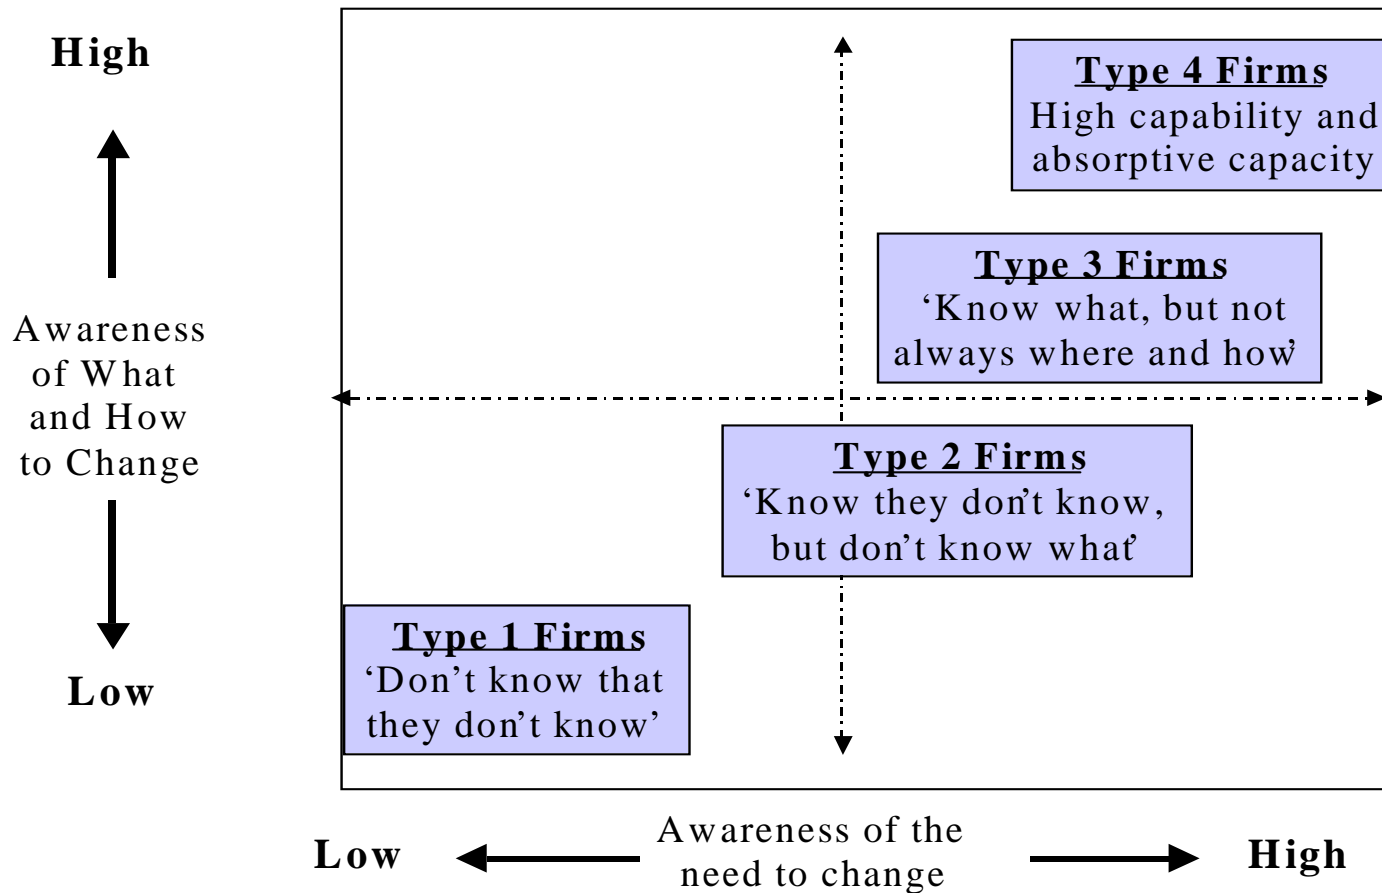 High
Awareness
of What
and How
to Change
Low
Type 4 Firms
High capability and
absorptive capacity
Type 3 Firms
‘Know what, but not
always where and how’
Type 2 Firms
‘Know they don’t know,
but don’t know what’
Type 1 Firms
‘Don’t know that
they don’t know’
Low
Awareness of the
need to change
High